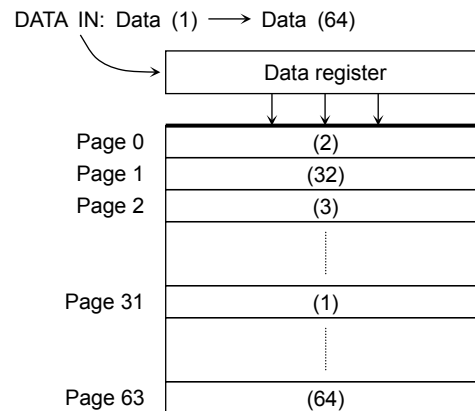 DATA IN: Data (1) ⟶ Data (64)
Data register
Page 0 (2)
Page 1 (32)
Page 2 (3)
Page 31 (1)
Page 63 (64)